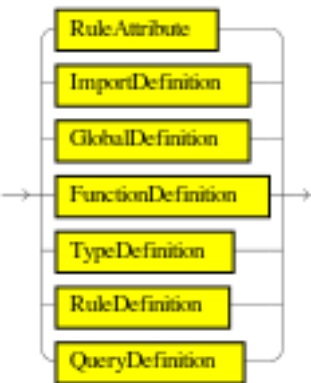 RuleAttribute
ImportDefinition
GlobalDefinition
FunctionDefinition
TypeDefinition
RuleDefinition
QueryDefinition